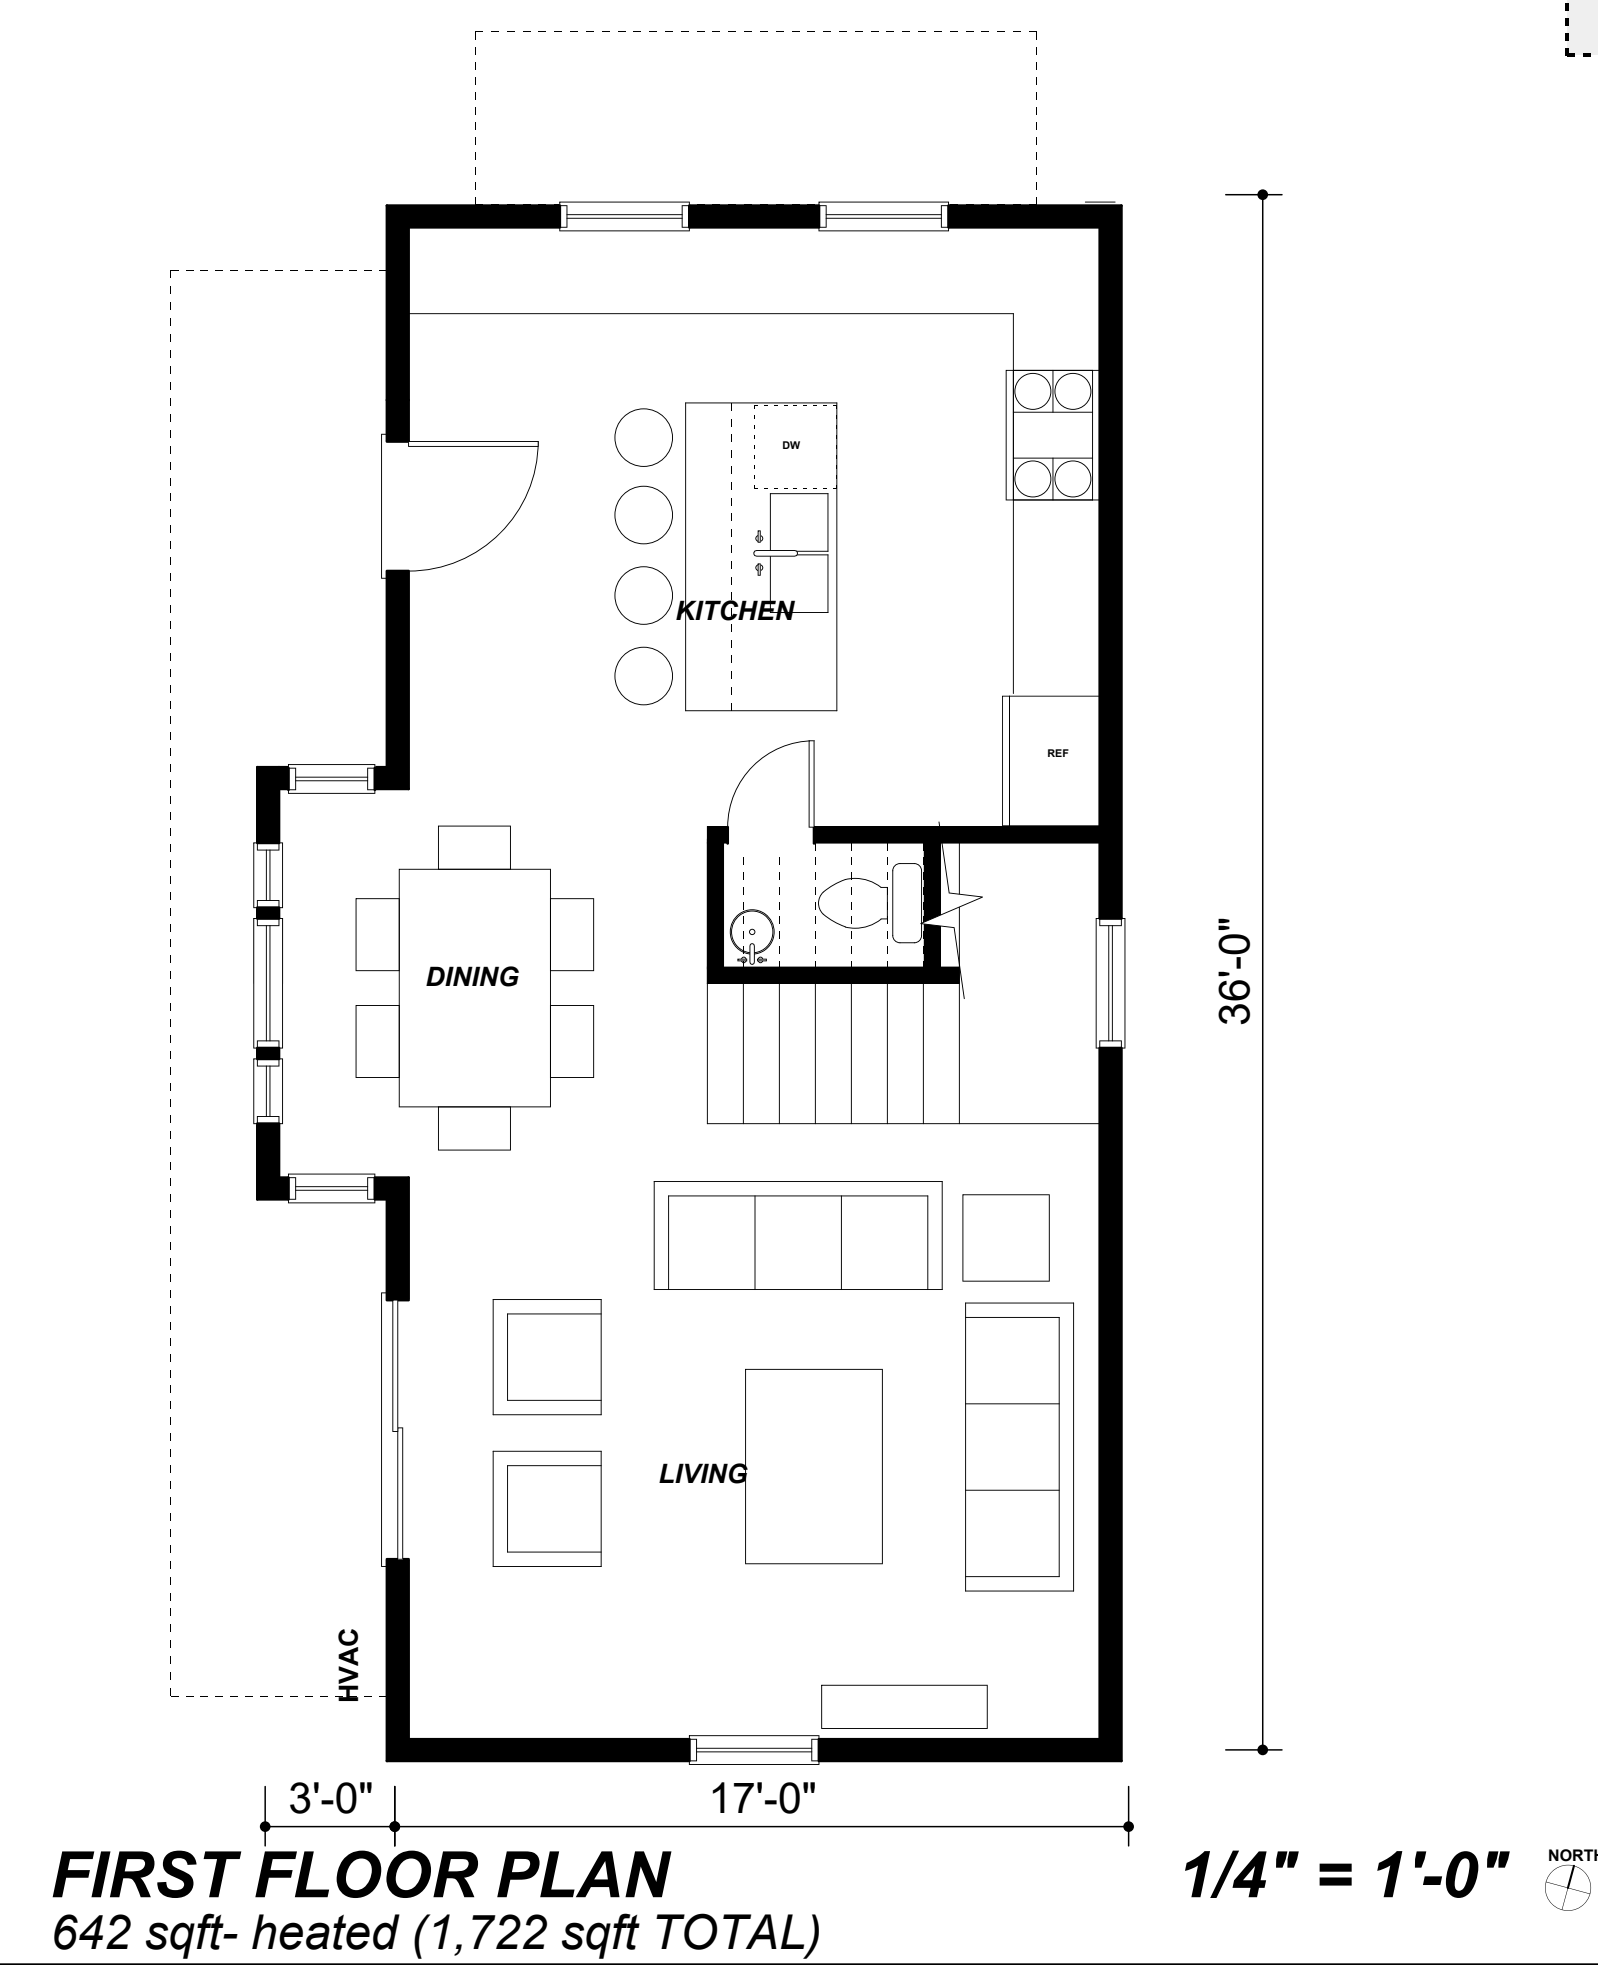 DW
KITCHEN
REF
DINING
36'-0"
LIVING
HVAC
3'-0"
17'-0"
FIRST FLOOR PLAN
1/4" = 1'-0"
NORTH
642 sqft- heated (1,722 sqft TOTAL)